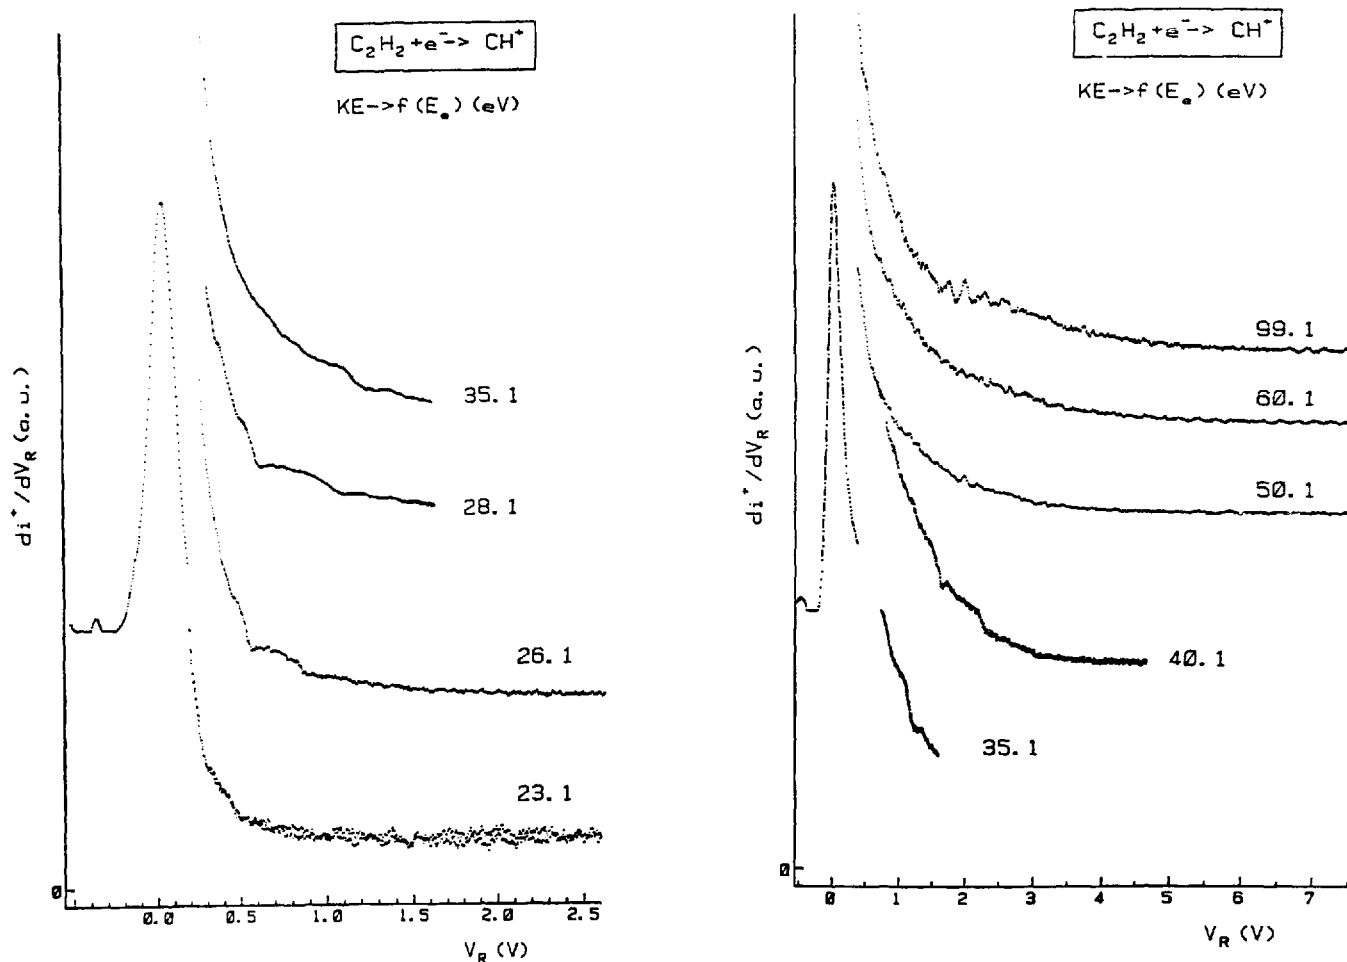 C₂H₂+e⁻-> CH⁺
KE->f(Eₑ)(eV)
35.1
28.1
26.1
23.1
di⁺/dV_R(a.u.)
0
0.0 0.5 1.0 1.5 2.0 2.5
V_R (V)
C₂H₂+e⁻-> CH⁺
KE->f(Eₑ)(eV)
99.1
60.1
50.1
40.1
35.1
di⁺/dV_R(a.u.)
0
0 1 2 3 4 5 6 7
V_R (V)